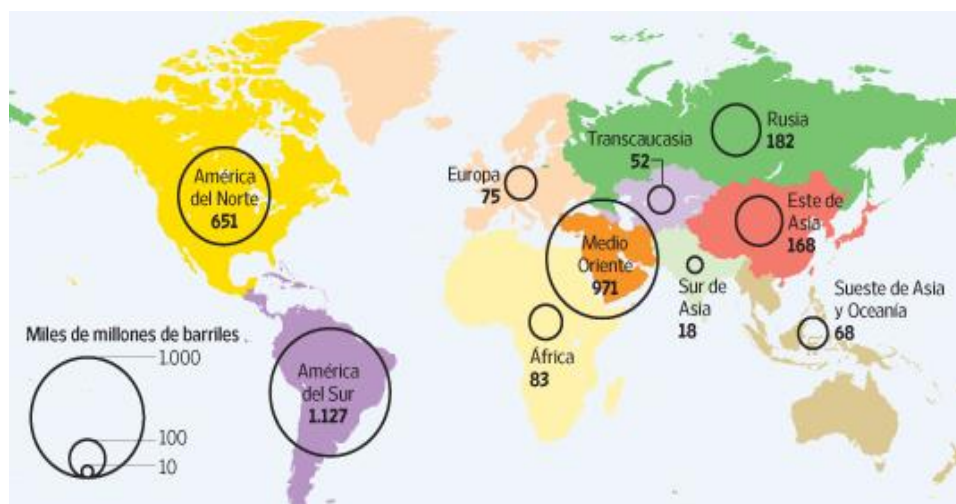 América
del Norte
651
Europa
75
Transcaucasia
52
Rusia
182
Este de
Asia
168
Medio
Oriente
971
Sur de
Asia
18
Sueste de Asia
y Oceanía
68
África
83
América
del Sur
1.127
Miles de millones de barriles
1.000
100
10